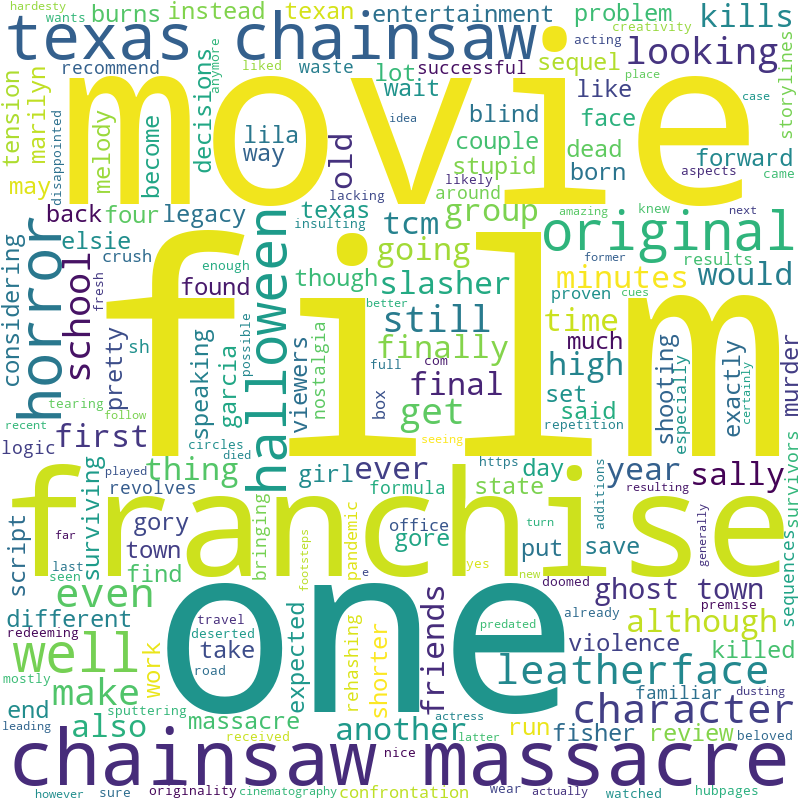 hardesty
wants
burns
instead
texan
entertainment
problem
acting
creativity
kills
texas chainsaw
sequel
looking
recommend
waste
liked
anymore
successful
place
case
storylines
movie
tension
marilyn
melody
become
decisions
lila
way
lot
wait
idea
blind
like
face
couple
stupid
dead
born
forward
may
disappointed
old
lacking
likely
around
aspects
came
back
four
legacy
texas
insulting
tcm
group
amazing
knew
next
original
elsie
crush
halloween
going
results
horror
considering
school
fresh
enough
found
though
slasher
minutes
would
film
better
former
proven
cues
pretty
sh
speaking
possible
garcia
viewers
nostalgia
still
finally
time
much
shooting
especially
exactly
certainly
murder
tearing
recent
follow
circles
box
full
com
final
high
set
said
repetition
logic
first
died
get
seeing
thing
girl
ever
https
day
year
sally
franchise
played
revolves
formula
state
additions
resulting
generally
survivors
sequences
script
surviving
gory
town
far
last
seen
find
bringing
footsteps
pandemic
office
gore
e
yes
turn
new
put
save
doomed
even
ghost town
premise
one
different
redeeming
travel
deserted
take
road
expected
rehashing
shorter
friends
predated
already
although
violence
killed
well
mostly
work
leatherface
familiar
dusting
make
sputtering
character
end
leading
also
massacre
received
another
actress
latter
run
fisher
review
beloved
chainsaw massacre
nice
however
sure
originality
cinematography
confrontation
wear
actually
watched
hubpages